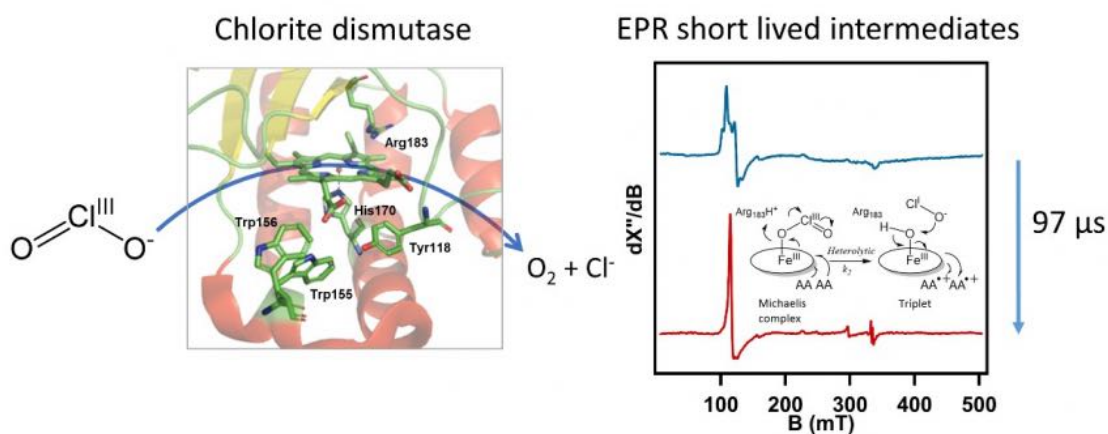 Chlorite dismutase
EPR short lived intermediates
O Cl^III O^-
Arg183
His170
Trp156
Tyr118
Trp155
O₂ + Cl⁻
dX''/dB
97 µs
Arg₁₈₃H⁺
O Cl^III O
Fe^III
AA AA
Michaelis
complex
Heterolytic
k₂
Arg₁₈₃
Cl^I
O⁻
H O
Fe^III
AA•+ AA•+
Triplet
100 200 300 400 500
B (mT)